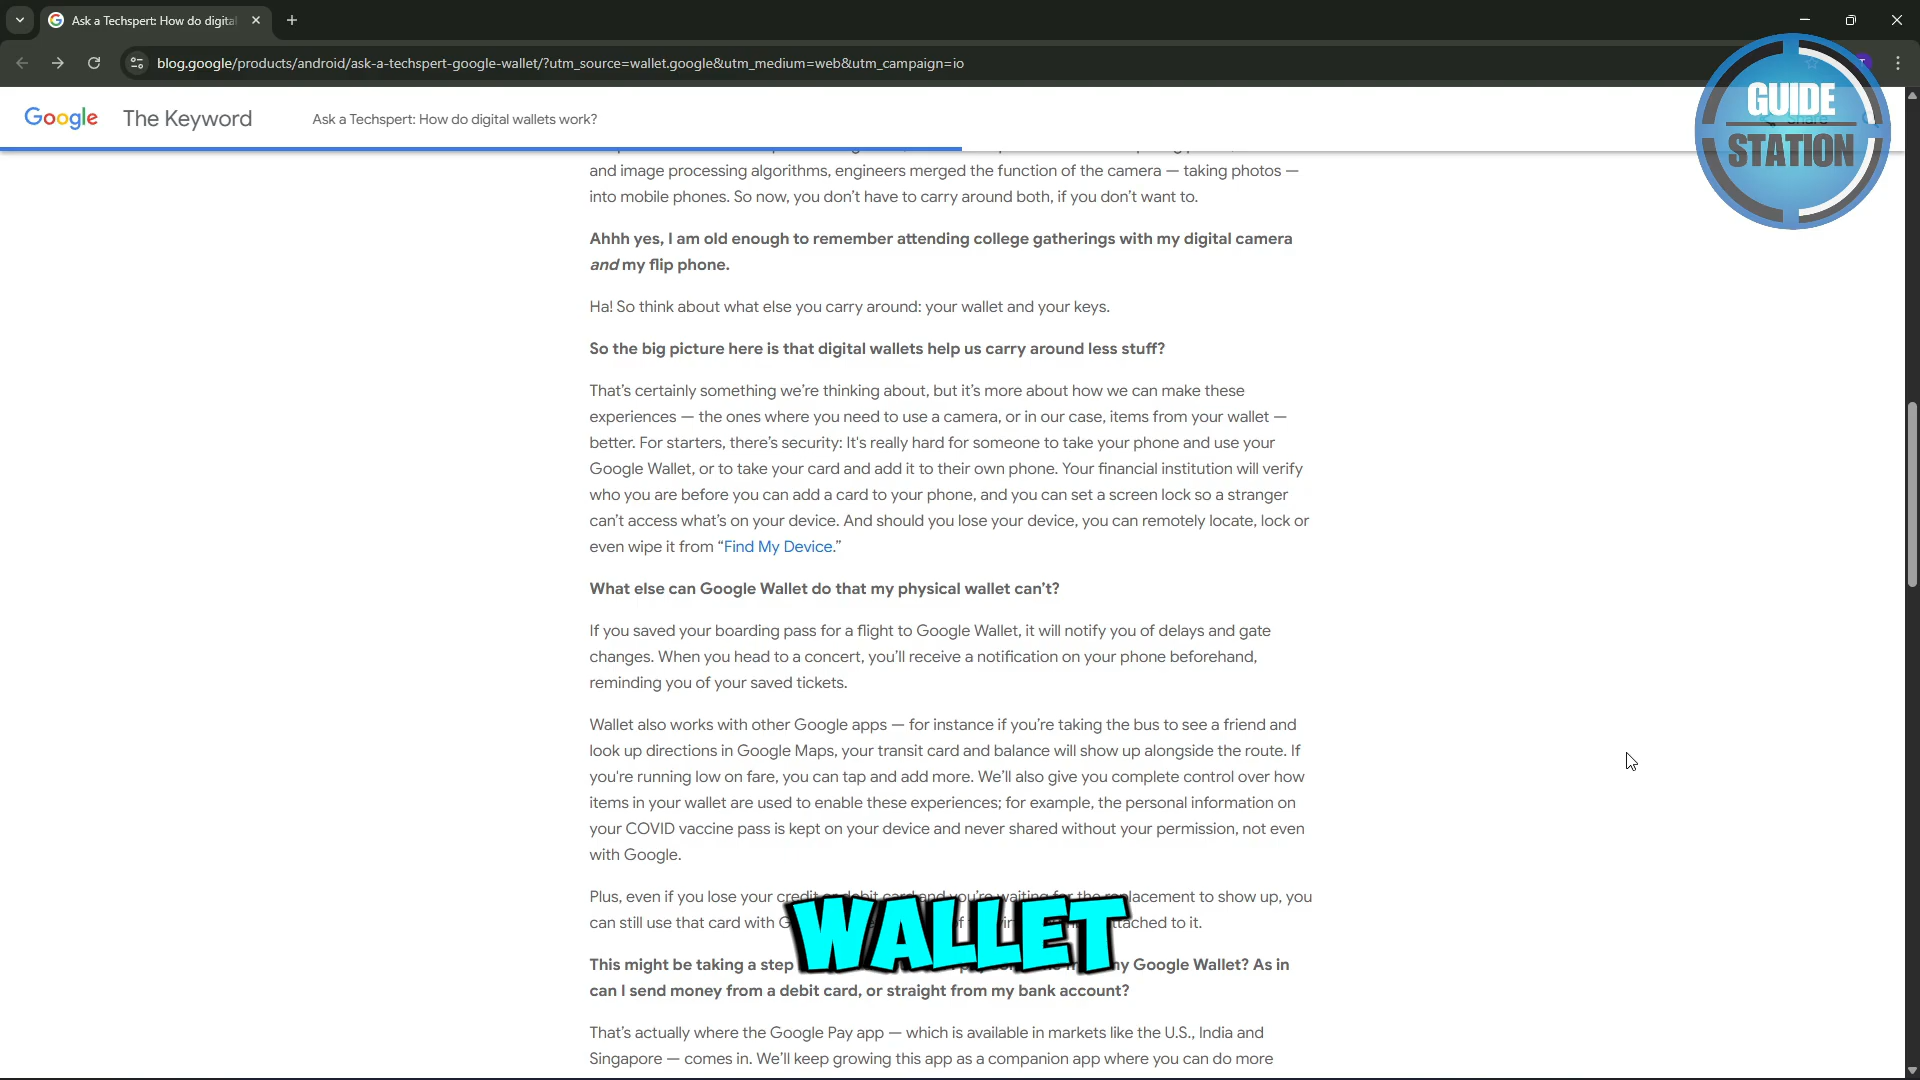 Ask a Techspert: How do digita
blog.google/products/android/ask-a-techspert-google-wallet/?utm_source=wallet.google&utm_medium=web&utm_campaign=io
Google The Keyword Ask a Techspert: How do digital wallets work?
Share
GUIDE
STATION
and image processing algorithms, engineers merged the function of the camera — taking photos —
into mobile phones. So now, you don’t have to carry around both, if you don’t want to.
Ahhh yes, I am old enough to remember attending college gatherings with my digital camera
and my flip phone.
Ha! So think about what else you carry around: your wallet and your keys.
So the big picture here is that digital wallets help us carry around less stuff?
That’s certainly something we’re thinking about, but it’s more about how we can make these
experiences — the ones where you need to use a camera, or in our case, items from your wallet —
better. For starters, there’s security: It's really hard for someone to take your phone and use your
Google Wallet, or to take your card and add it to their own phone. Your financial institution will verify
who you are before you can add a card to your phone, and you can set a screen lock so a stranger
can’t access what’s on your device. And should you lose your device, you can remotely locate, lock or
even wipe it from “Find My Device.”
What else can Google Wallet do that my physical wallet can’t?
If you saved your boarding pass for a flight to Google Wallet, it will notify you of delays and gate
changes. When you head to a concert, you’ll receive a notification on your phone beforehand,
reminding you of your saved tickets.
Wallet also works with other Google apps — for instance if you’re taking the bus to see a friend and
look up directions in Google Maps, your transit card and balance will show up alongside the route. If
you're running low on fare, you can tap and add more. We’ll also give you complete control over how
items in your wallet are used to enable these experiences; for example, the personal information on
your COVID vaccine pass is kept on your device and never shared without your permission, not even
with Google.
Plus, even if you lose your credit or debit card and you’re waiting for the replacement to show up, you
can still use that card with attached to it.
WALLET
This might be taking a step my Google Wallet? As in
can I send money from a debit card, or straight from my bank account?
That’s actually where the Google Pay app — which is available in markets like the U.S., India and
Singapore — comes in. We’ll keep growing this app as a companion app where you can do more